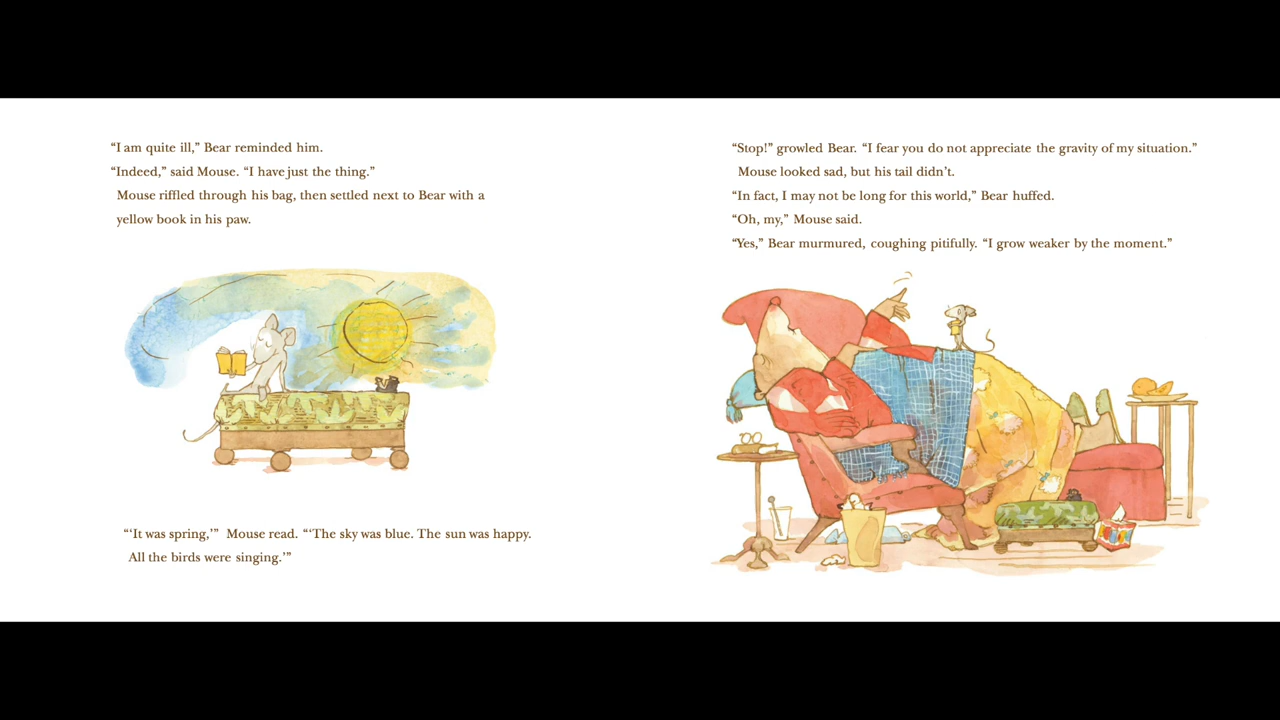 “I am quite ill,” Bear reminded him.
“Indeed,” said Mouse. “I have just the thing.”
Mouse riffled through his bag, then settled next to Bear with a
yellow book in his paw.
“‘It was spring,’” Mouse read. “‘The sky was blue. The sun was happy.
All the birds were singing.’”
“Stop!” growled Bear. “I fear you do not appreciate the gravity of my situation.”
Mouse looked sad, but his tail didn’t.
“In fact, I may not be long for this world,” Bear huffed.
“Oh, my,” Mouse said.
“Yes,” Bear murmured, coughing pitifully. “I grow weaker by the moment.”